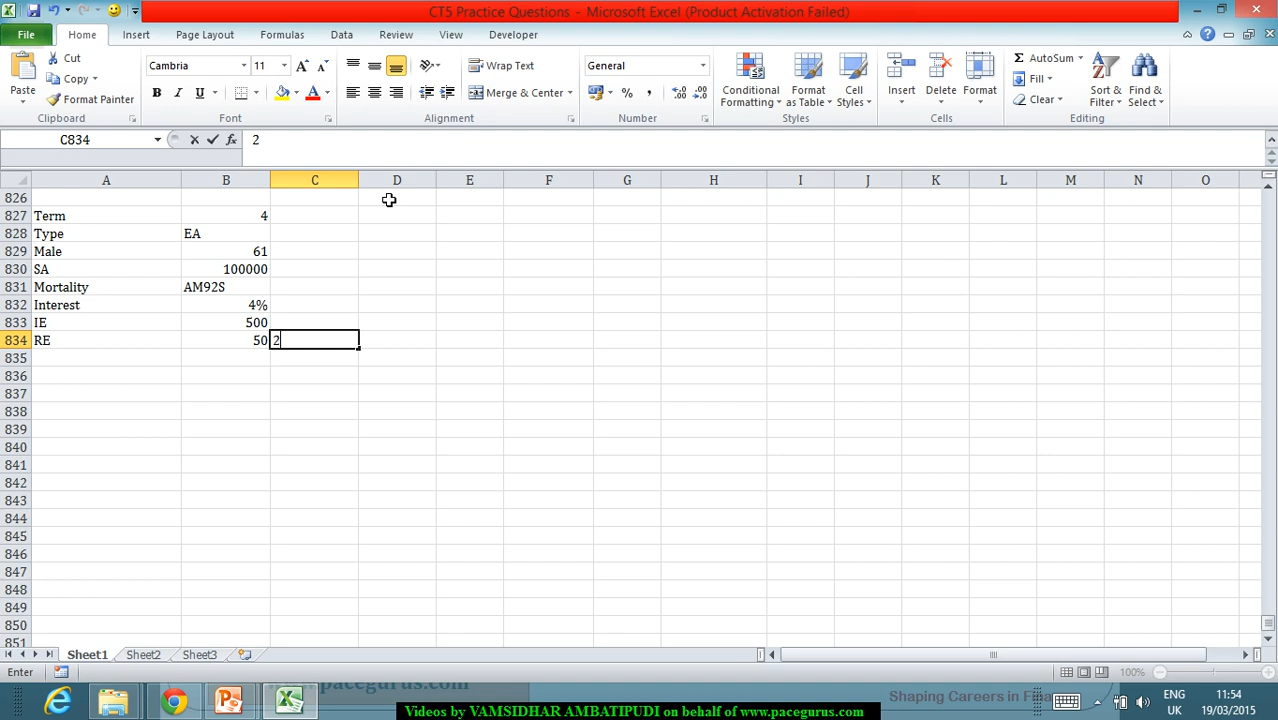 CT5 Practice Questions - Microsoft Excel (Product Activation Failed)
File Home Insert Page Layout Formulas Data Review View Developer
Paste Cut Copy Format Painter Clipboard
Cambria 11 B I U A Font
Wrap Text Merge & Center Alignment
General % , Number
Conditional Formatting Format as Table Cell Styles Styles
Insert Delete Format Cells
AutoSum Fill Clear Sort & Filter Find & Select Editing
C834 fx 2
A B C D E F G H I J K L M N O
826
827 Term 4
828 Type EA
829 Male 61
830 SA 100000
831 Mortality AM92S
832 Interest 4%
833 IE 500
834 RE 50 2
835
836
837
838
839
840
841
842
843
844
845
846
847
848
849
850
851
Sheet1 Sheet2 Sheet3
Enter 100%
www.pacegurus.com Shaping Careers in Fina
ENG 11:54
UK 19/03/2015
Videos by VAMSIDHAR AMBATIPUDI on behalf of www.pacegurus.com